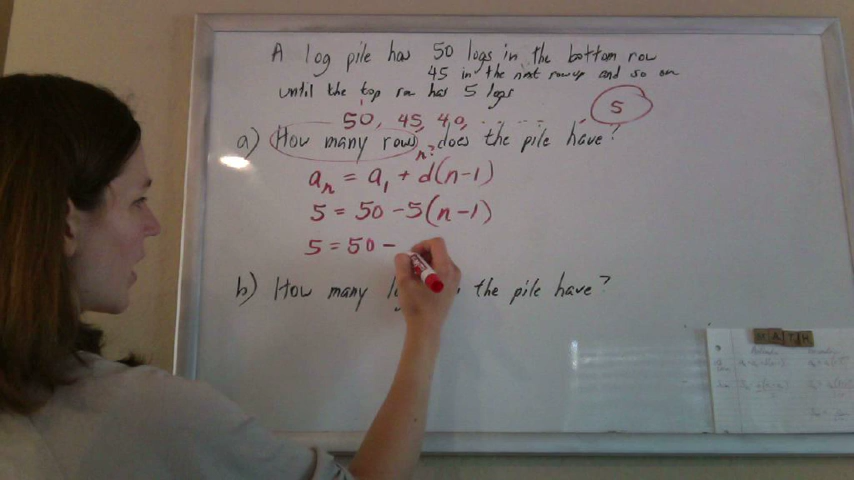 A log pile has 50 logs in the bottom row
45 in the next row up and so on
until the top row has 5 logs
50, 45, 40, ....... 5
a) How many rows does the pile have?
n?
aₙ = a₁ + d(n-1)
5 = 50 - 5(n-1)
5 = 50 -
b) How many the pile have?
MATH